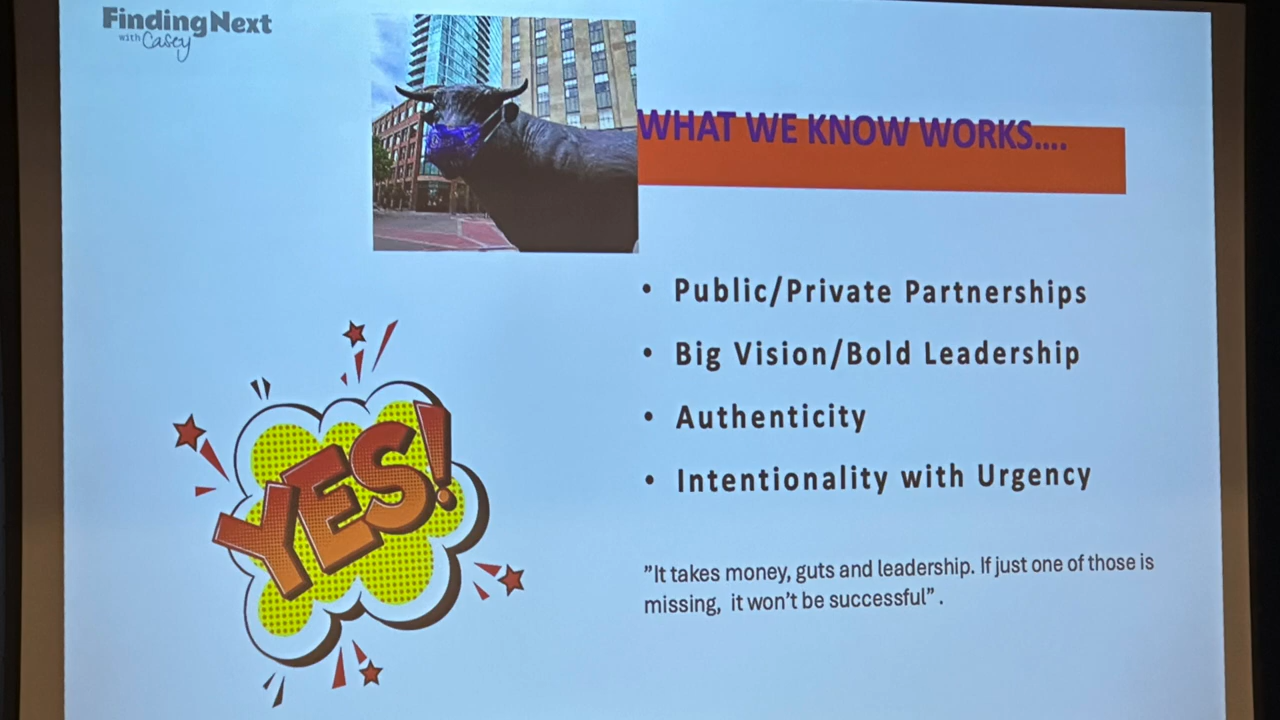 FindingNext
with Casey
WHAT WE KNOW WORKS....
• Public/Private Partnerships
• Big Vision/Bold Leadership
• Authenticity
• Intentionality with Urgency
YES!
”It takes money, guts and leadership. If just one of those is
missing, it won’t be successful” .